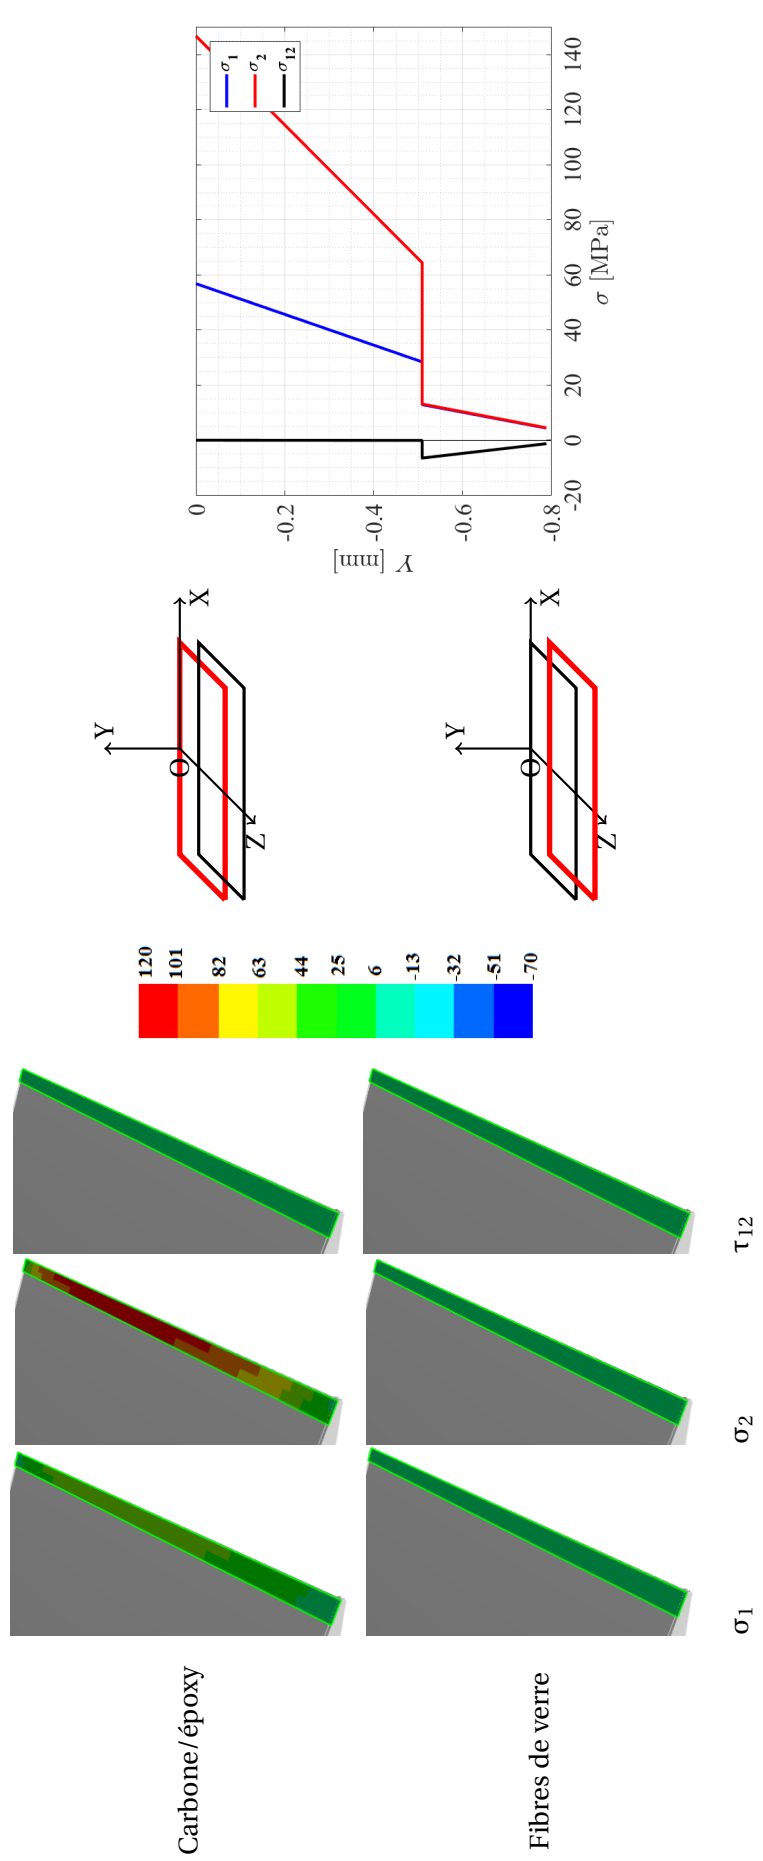 Carbone/époxy
Fibres de verre
σ1
σ2
τ12
120
101
82
63
44
25
6
-13
-32
-51
-70
Y
O
X
Z
Y
O
X
Z
0
-0.2
-0.4
-0.6
-0.8
Y [mm]
-20
0
20
40
60
80
100
120
140
σ [MPa]
σ1
σ2
σ12